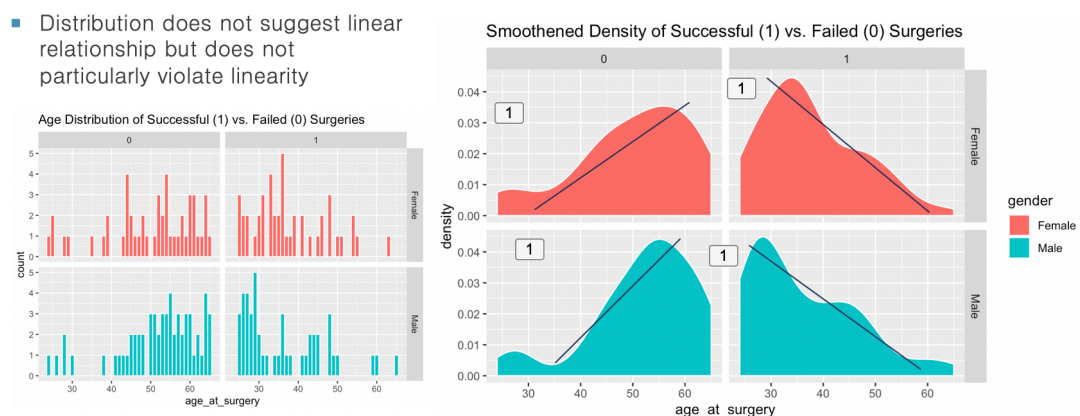 Distribution does not suggest linear
relationship but does not
particularly violate linearity
Age Distribution of Successful (1) vs. Failed (0) Surgeries
0 1
5
4
3
2
1
0
Female
5
4
3
2
1
0
Male
count
30 40 50 60 30 40 50 60
age_at_surgery
Smoothened Density of Successful (1) vs. Failed (0) Surgeries
0 1
0.04
0.03
0.02
0.01
0.00
1
1
Female
0.04
0.03
0.02
0.01
0.00
1
1
Male
density
30 40 50 60 30 40 50 60
age_at_surgery
gender
Female
Male